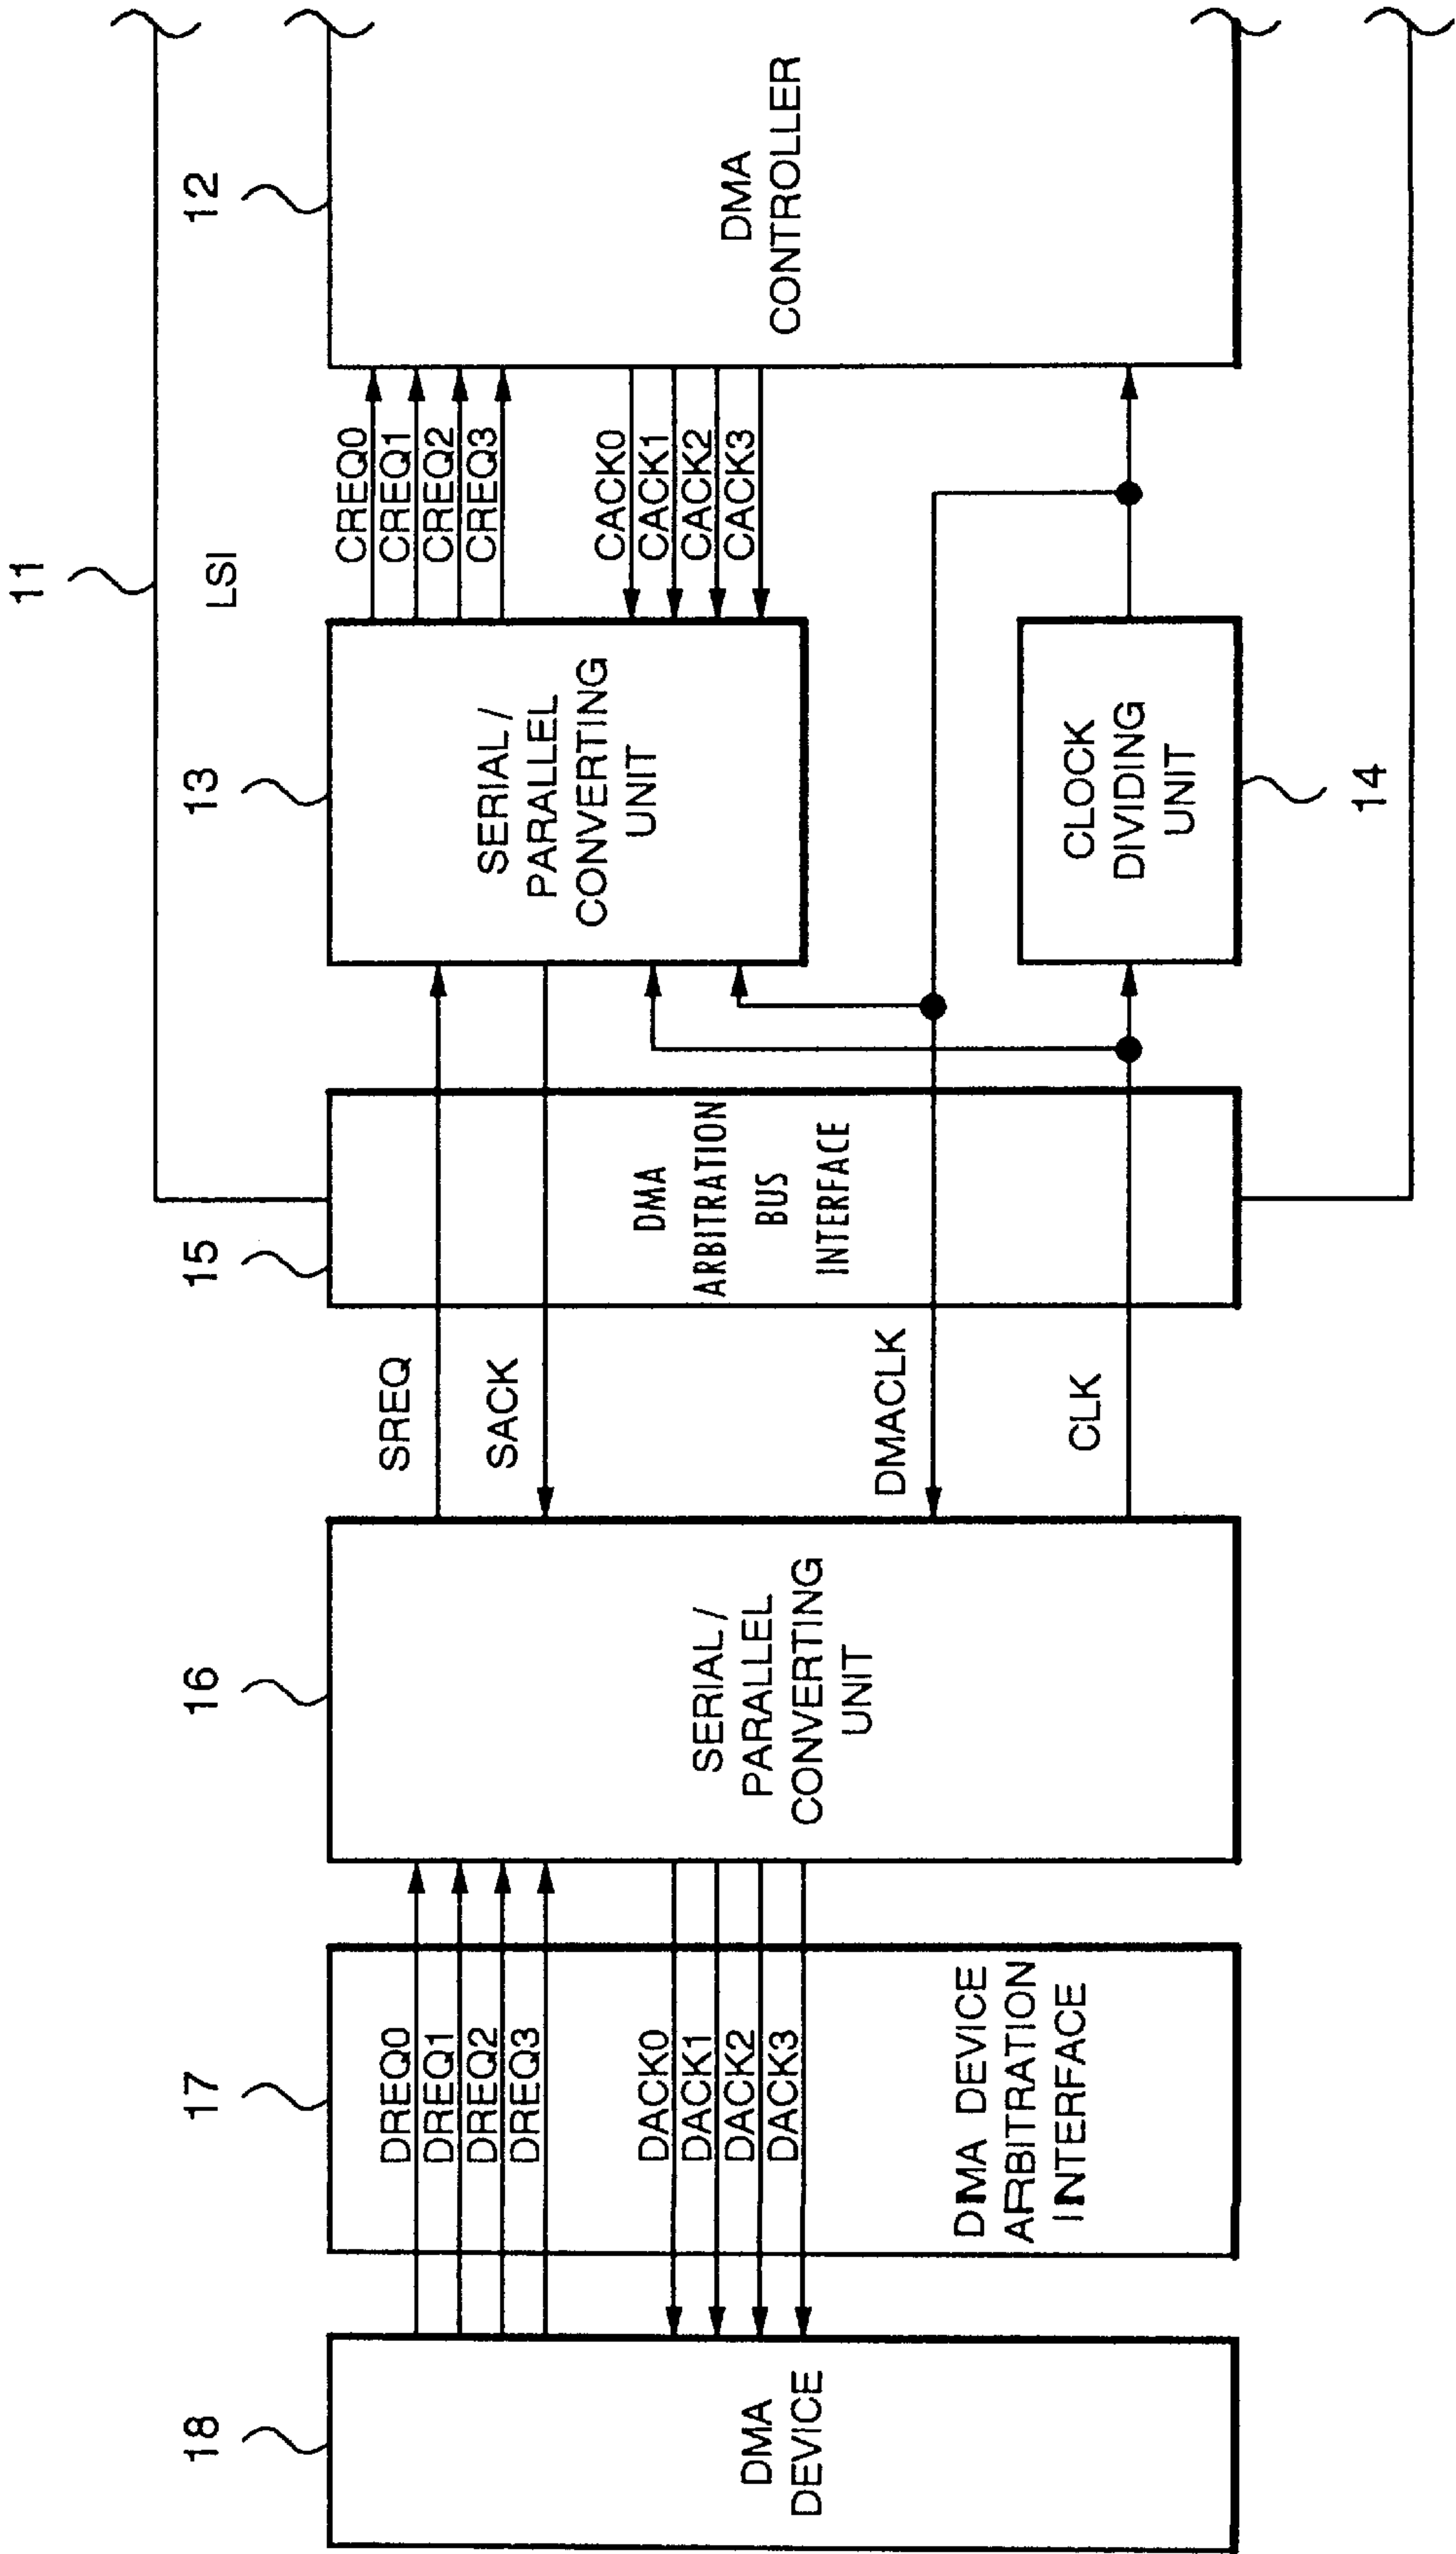 11
LSI
18
17
16
15
13
12
DMA
DEVICE
DREQ0
DREQ1
DREQ2
DREQ3
DACK0
DACK1
DACK2
DACK3
DMA DEVICE
ARBITRATION
INTERFACE
SERIAL /
PARALLEL
CONVERTING
UNIT
SREQ
SACK
DMACLK
CLK
DMA
ARBITRATION
BUS
INTERFACE
SERIAL /
PARALLEL
CONVERTING
UNIT
CLOCK
DIVIDING
UNIT
14
CREQ0
CREQ1
CREQ2
CREQ3
CACK0
CACK1
CACK2
CACK3
DMA
CONTROLLER